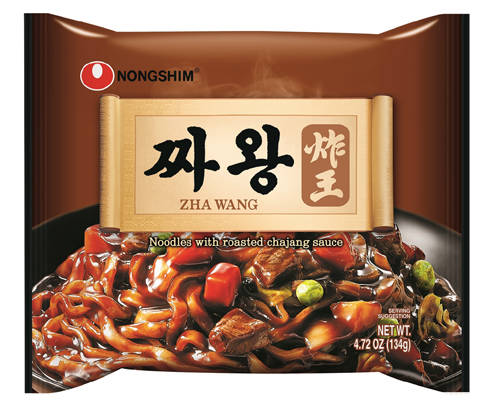 NONGSHIM®
짜왕
炸王
ZHA WANG
Noodles with roasted chajang sauce
SERVING
SUGGESTION
NET WT.
4.72 OZ (134g)